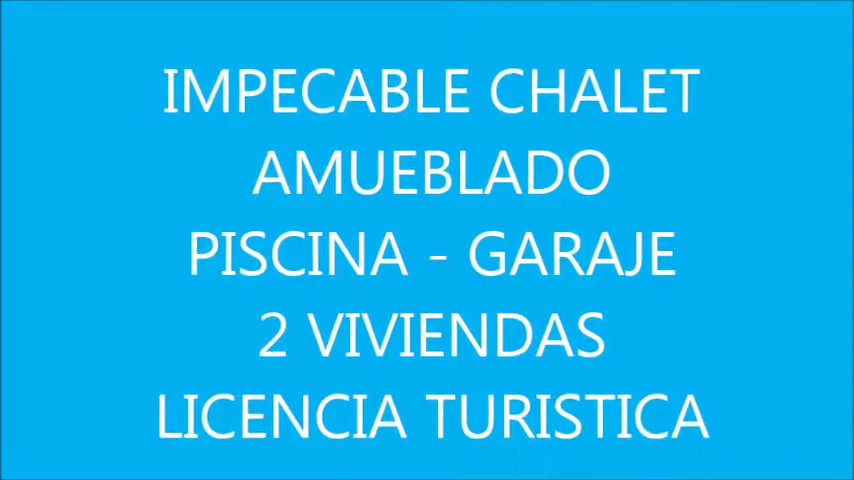 IMPECABLE CHALET
AMUEBLADO
PISCINA - GARAJE
2 VIVIENDAS
LICENCIA TURISTICA